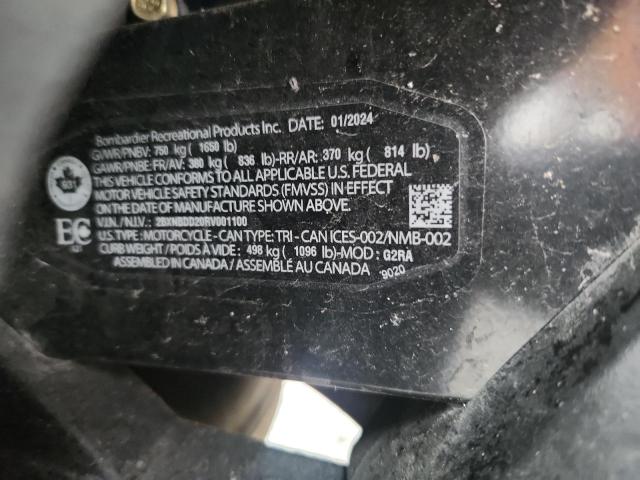 Bombardier Recreational Products Inc. DATE: 01/2024
GVWR/PNBV: 750 kg ( 1650 lb)
GAWR/PNBE: FR/AV: 380 kg ( 836 lb)-RR/AR: 370 kg ( 814 lb)
THIS VEHICLE CONFORMS TO ALL APPLICABLE U.S. FEDERAL
MOTOR VEHICLE SAFETY STANDARDS (FMVSS) IN EFFECT
ON THE DATE OF MANUFACTURE SHOWN ABOVE.
V.I.N. / N.I.V. : 2BXNBDD20RV001100
U.S. TYPE: MOTORCYCLE - CAN TYPE: TRI - CAN ICES-002/NMB-002
CURB WEIGHT / POIDS À VIDE : 498 kg ( 1096 lb)-MOD : G2RA
ASSEMBLED IN CANADA / ASSEMBLÉ AU CANADA
9020